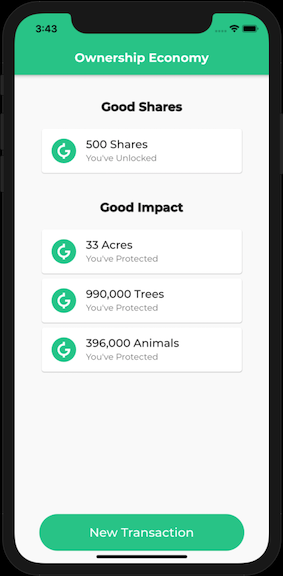 3:43
Ownership Economy
Good Shares
500 Shares
You've Unlocked
Good Impact
33 Acres
You've Protected
990,000 Trees
You've Protected
396,000 Animals
You've Protected
New Transaction